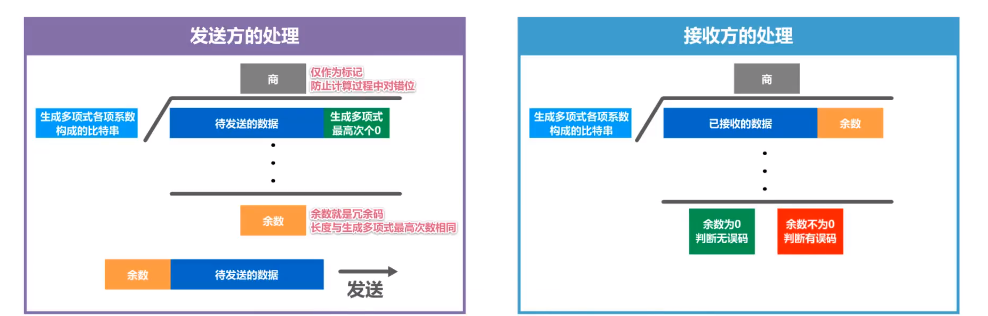 发送方的处理
商
仅作为标记
防止计算过程中对错位
生成多项式各项系数
构成的比特串
待发送的数据
生成多项式
最高次个0
余数
余数就是冗余码
长度与生成多项式最高次数相同
余数
待发送的数据
发送
接收方的处理
商
生成多项式各项系数
构成的比特串
已接收的数据
余数
余数为0
判断无误码
余数不为0
判断有误码